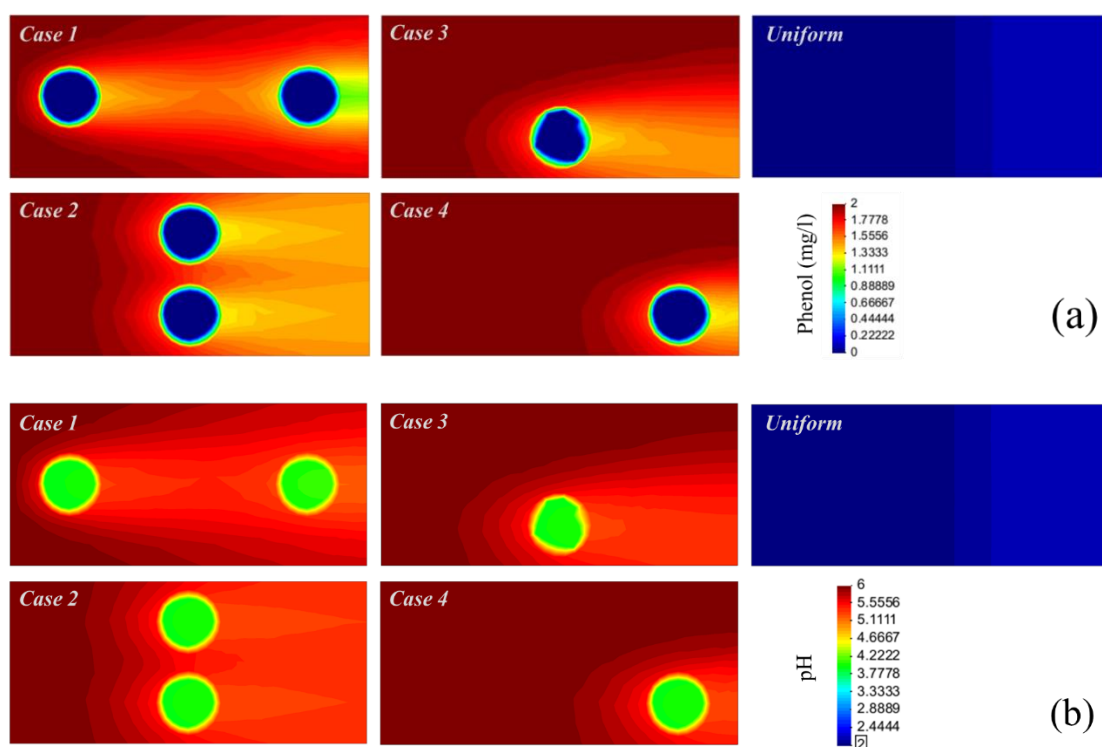 Case 1
Case 3
Uniform
Case 2
Case 4
Phenol (mg/l)
2
1.7778
1.5556
1.3333
1.1111
0.88889
0.66667
0.44444
0.22222
0
(a)
Case 1
Case 3
Uniform
Case 2
Case 4
pH
6
5.5556
5.1111
4.6667
4.2222
3.7778
3.3333
2.8889
2.4444
2
(b)